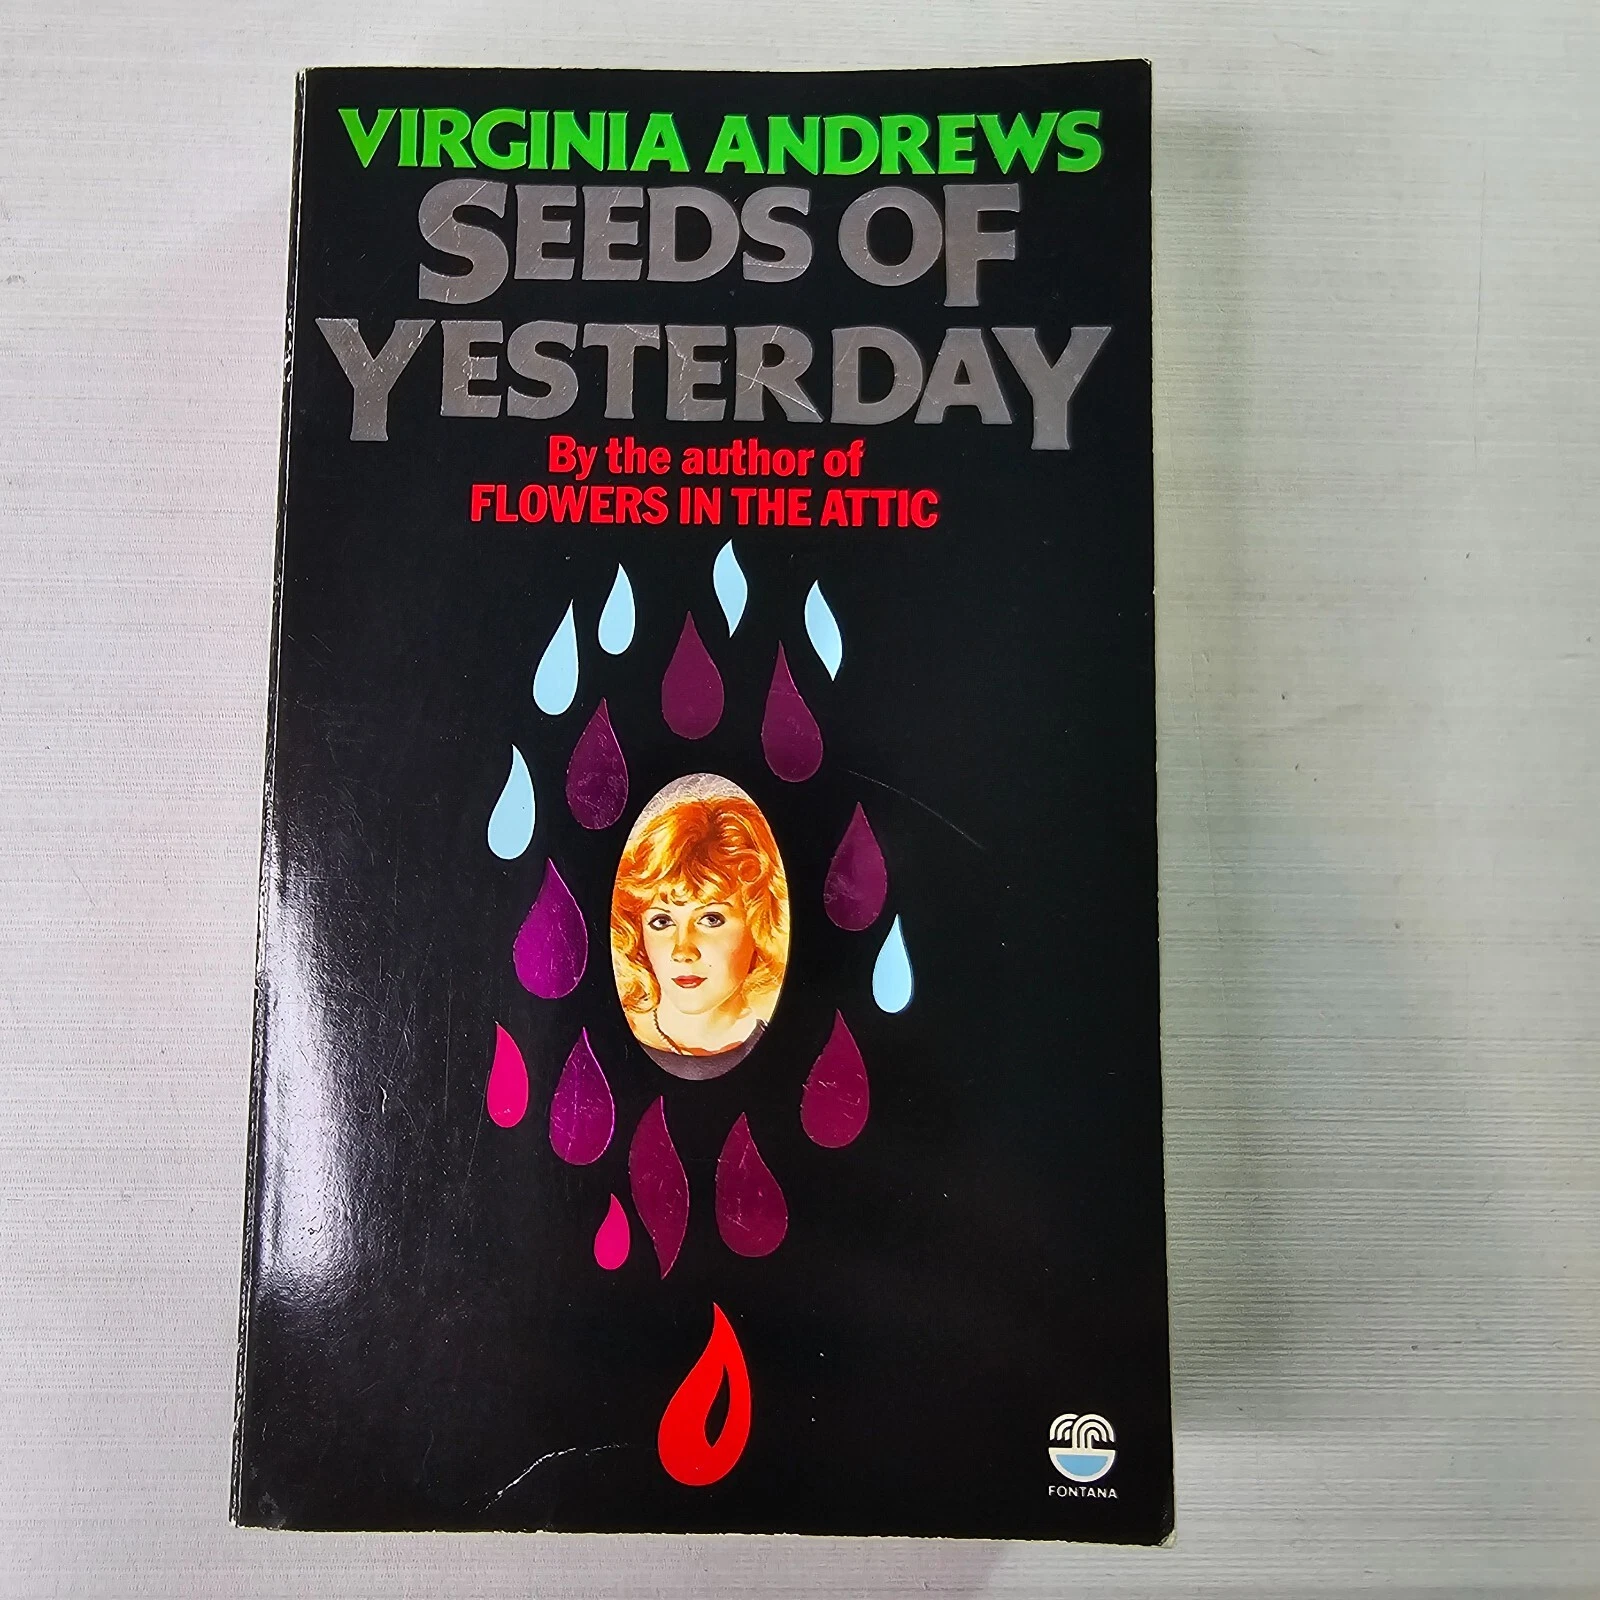 VIRGINIA ANDREWS
SEEDS OF
YESTERDAY
By the author of
FLOWERS IN THE ATTIC
FONTANA